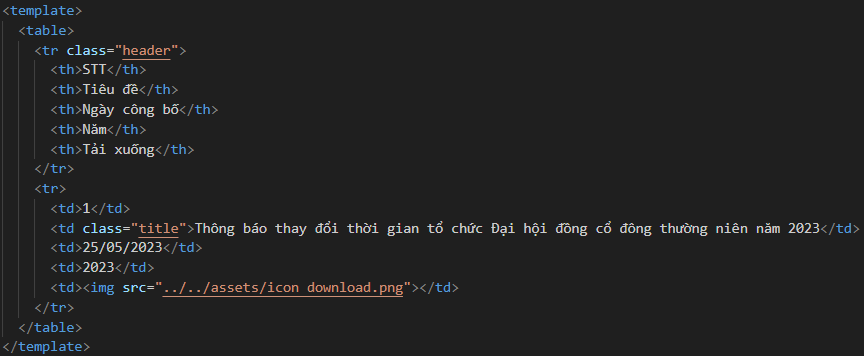 <template>
<table>
<tr class="header">
<th>STT</th>
<th>Tiêu đề</th>
<th>Ngày công bố</th>
<th>Năm</th>
<th>Tải xuống</th>
</tr>
<tr>
<td>1</td>
<td class="title">Thông báo thay đổi thời gian tổ chức Đại hội đồng cổ đông thường niên năm 2023</td>
<td>25/05/2023</td>
<td>2023</td>
<td><img src="../../assets/icon download.png"></td>
</tr>
</table>
</template>